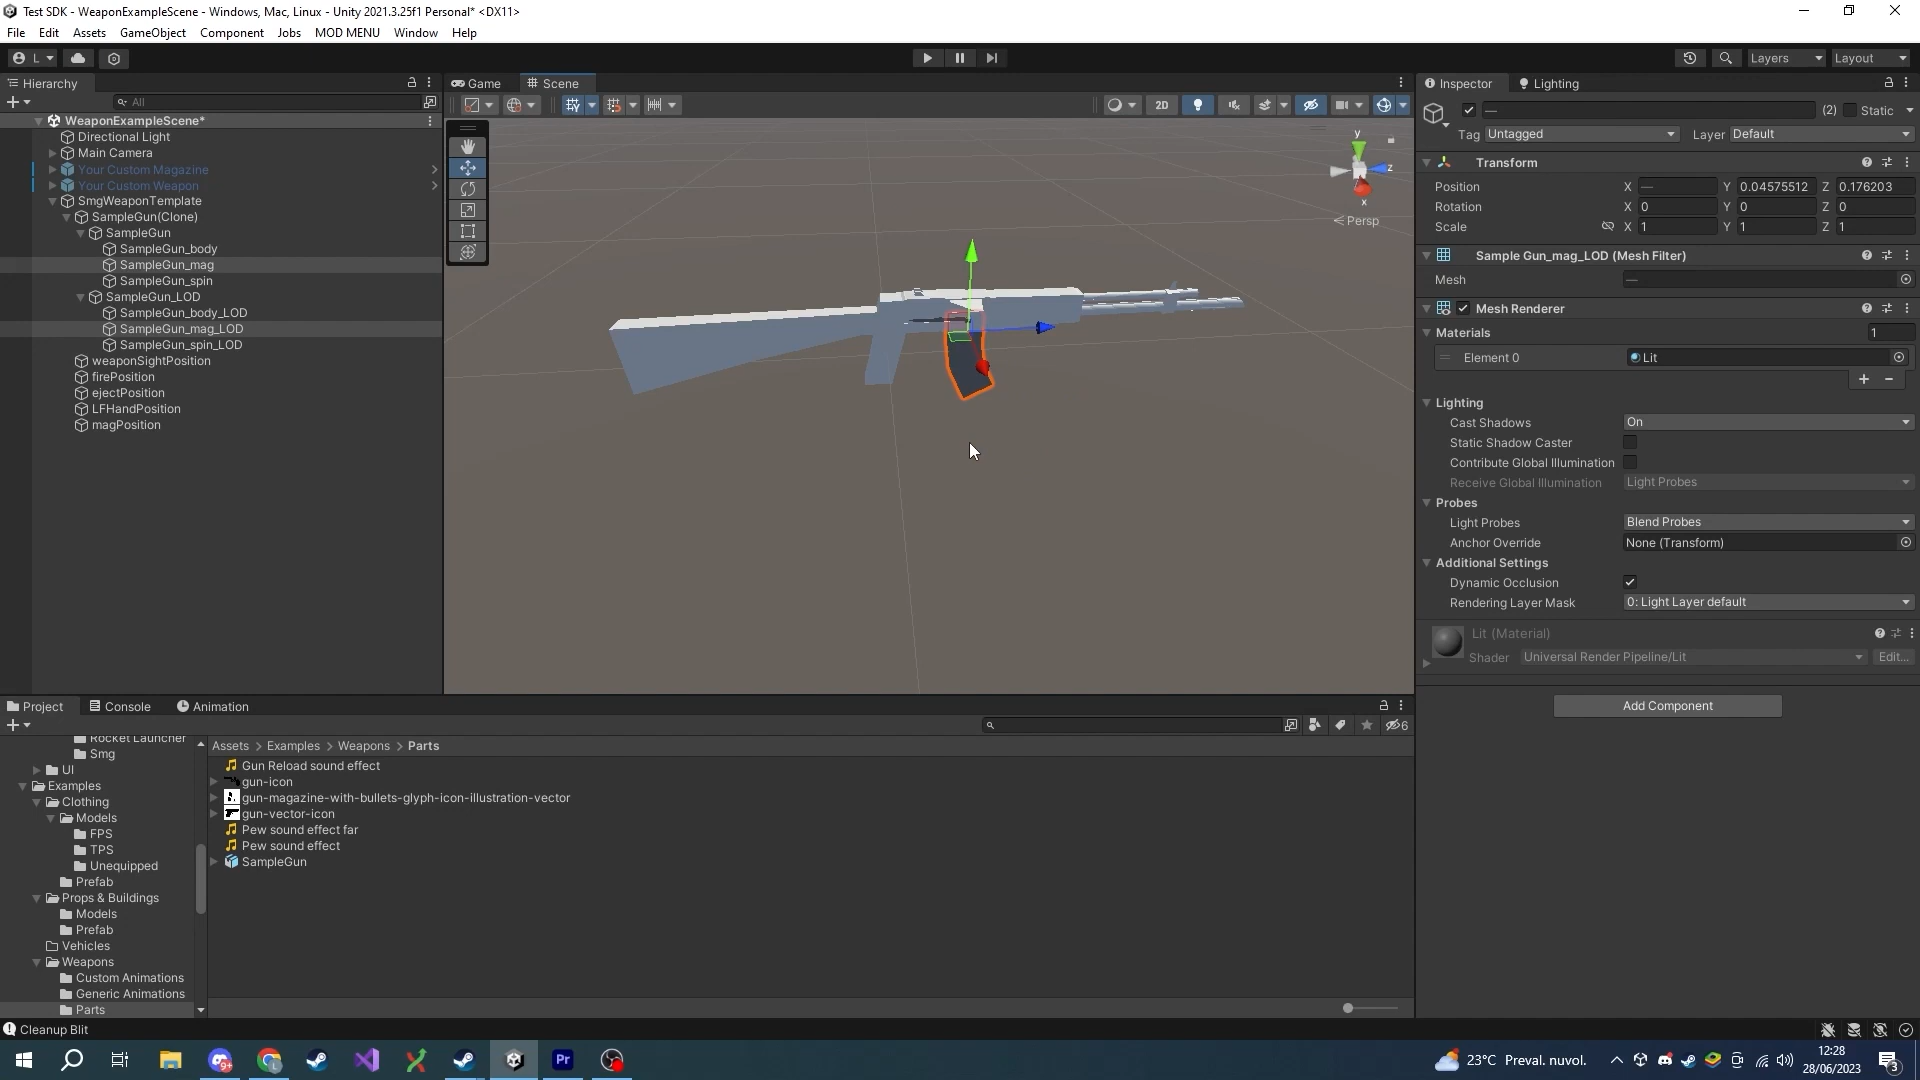 Test SDK - WeaponExampleScene - Windows, Mac, Linux - Unity 2021.3.25f1 Personal* <DX11>
File Edit Assets GameObject Component Jobs MOD MENU Window Help
L Layers Layout
Hierarchy
All
WeaponExampleScene*
Directional Light
Main Camera
Your Custom Magazine
Your Custom Weapon
SmgWeaponTemplate
SampleGun(Clone)
SampleGun
SampleGun_body
SampleGun_mag
SampleGun_spin
SampleGun_LOD
SampleGun_body_LOD
SampleGun_mag_LOD
SampleGun_spin_LOD
weaponSightPosition
firePosition
ejectPosition
LFHandPosition
magPosition
Game Scene
2D
y
z
x
< Persp
Inspector Lighting
— (2) Static
Tag Untagged Layer Default
Transform
Position X — Y 0.04575512 Z 0.176203
Rotation X 0 Y 0 Z 0
Scale X 1 Y 1 Z 1
Sample Gun_mag_LOD (Mesh Filter)
Mesh —
Mesh Renderer
Materials 1
Element 0 Lit
Lighting
Cast Shadows On
Static Shadow Caster
Contribute Global Illumination
Receive Global Illumination Light Probes
Probes
Light Probes Blend Probes
Anchor Override None (Transform)
Additional Settings
Dynamic Occlusion
Rendering Layer Mask 0: Light Layer default
Lit (Material)
Shader Universal Render Pipeline/Lit Edit...
Add Component
Project Console Animation
6
Rocket Launcher
Smg
UI
Examples
Clothing
Models
FPS
TPS
Unequipped
Prefab
Props & Buildings
Models
Prefab
Vehicles
Weapons
Custom Animations
Generic Animations
Parts
Assets > Examples > Weapons > Parts
Gun Reload sound effect
gun-icon
gun-magazine-with-bullets-glyph-icon-illustration-vector
gun-vector-icon
Pew sound effect far
Pew sound effect
SampleGun
Cleanup Blit
9+
L
Pr
23°C Preval. nuvol.
12:28
28/06/2023
3